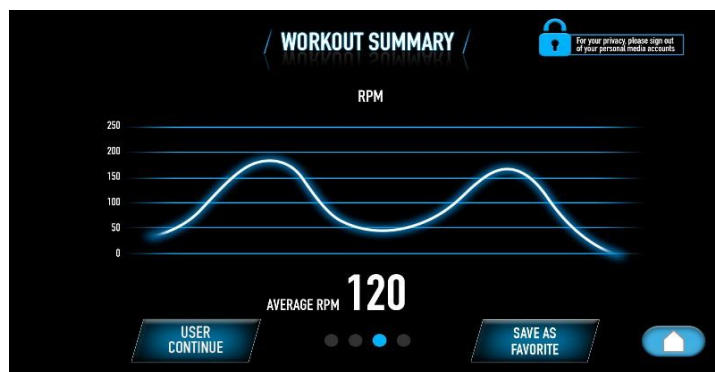 WORKOUT SUMMARY
For your privacy, please sign out
of your personal media accounts
RPM
250
200
150
100
50
0
AVERAGE RPM 120
USER
CONTINUE
SAVE AS
FAVORITE